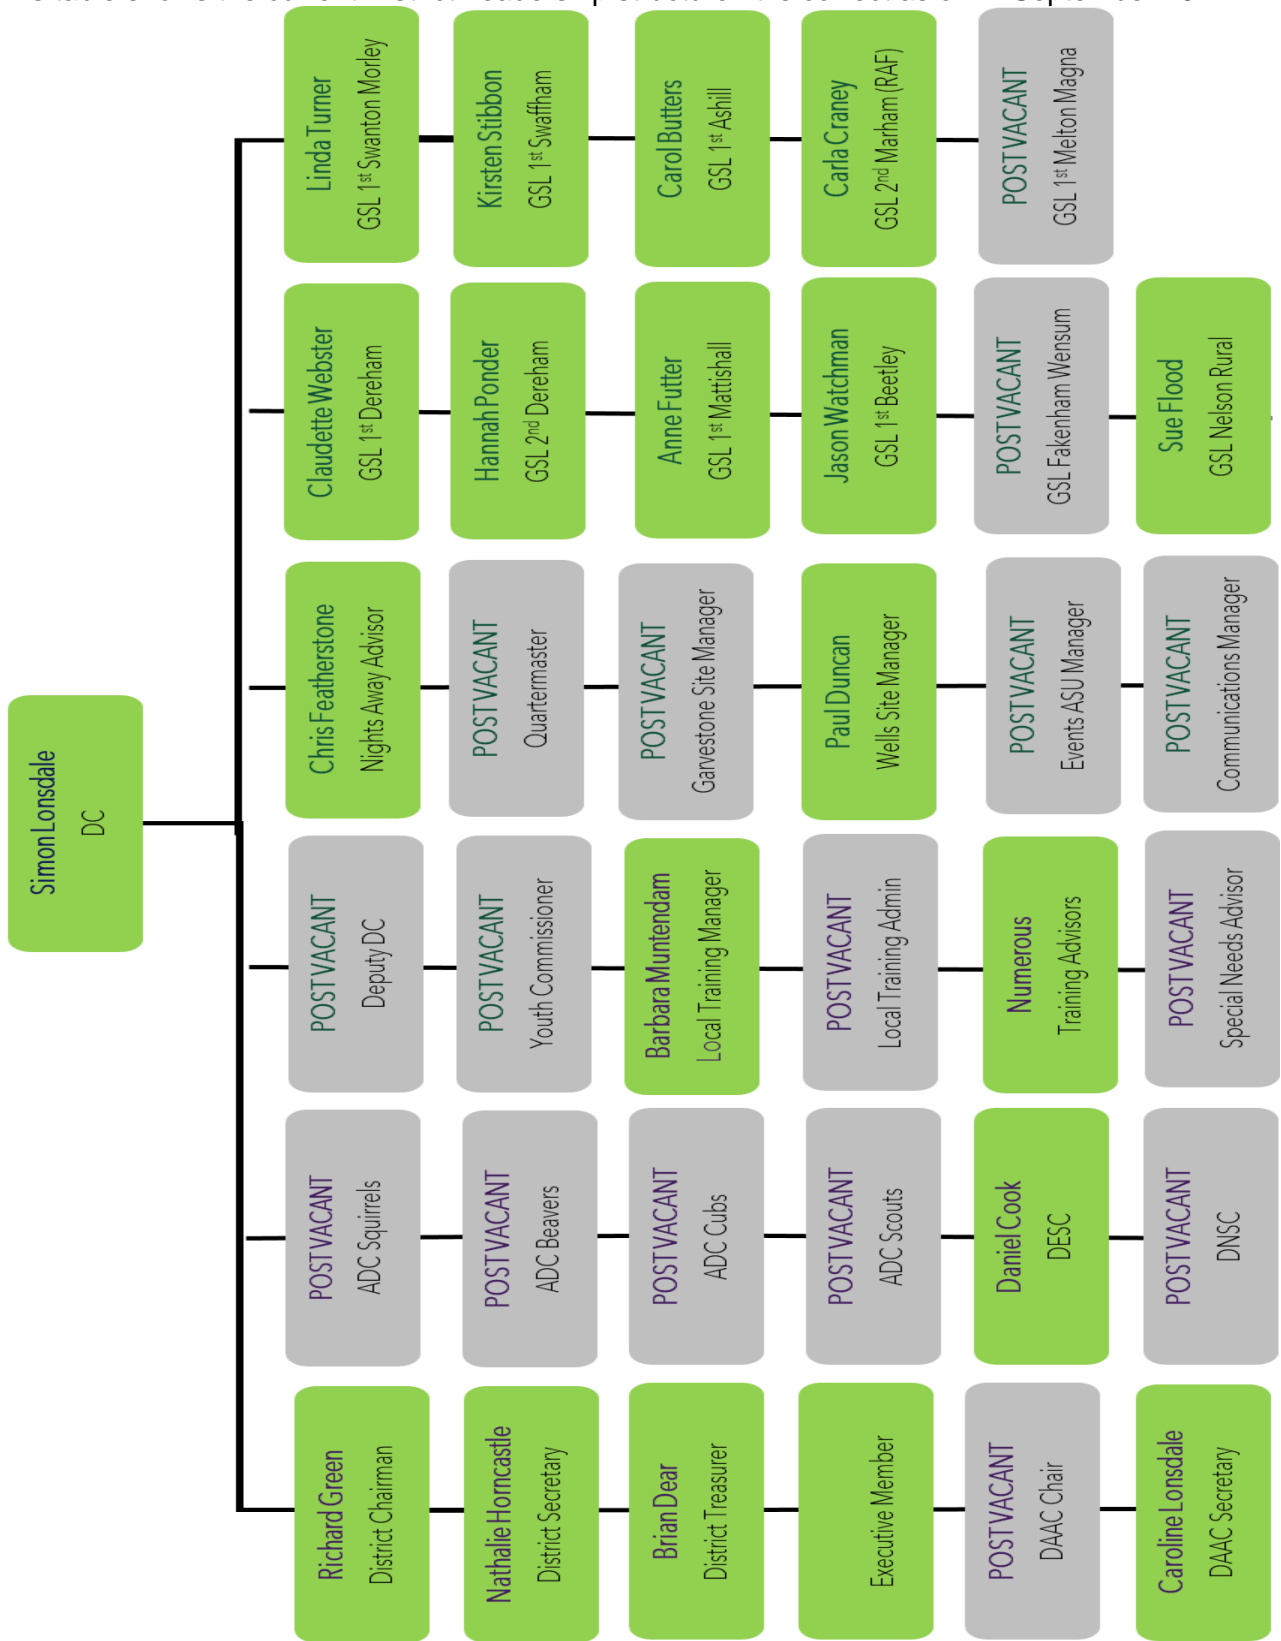 Simon Lonsdale
DC
Richard Green
District Chairman
Nathalie Horncastle
District Secretary
Brian Dear
District Treasurer
Executive Member
POST VACANT
DAAC Chair
Caroline Lonsdale
DAAC Secretary
POST VACANT
ADC Squirrels
POST VACANT
ADC Beavers
POST VACANT
ADC Cubs
POST VACANT
ADC Scouts
Daniel Cook
DESC
POST VACANT
DNSC
POST VACANT
Deputy DC
POST VACANT
Youth Commissioner
Barbara Muntendam
Local Training Manager
POST VACANT
Local Training Admin
Numerous
Training Advisors
POST VACANT
Special Needs Advisor
Chris Featherstone
Nights Away Advisor
POST VACANT
Quartermaster
POST VACANT
Garvestone Site Manager
Paul Duncan
Wells Site Manager
POST VACANT
Events ASU Manager
POST VACANT
Communications Manager
Claudette Webster
GSL 1st Dereham
Hannah Ponder
GSL 2nd Dereham
Anne Futter
GSL 1st Mattishall
Jason Watchman
GSL 1st Beetley
POST VACANT
GSL Fakenham Wensum
Sue Flood
GSL Nelson Rural
Linda Turner
GSL 1st Swanton Morley
Kirsten Stibbon
GSL 1st Swaffham
Carol Butters
GSL 1st Ashill
Carla Craney
GSL 2nd Marham (RAF)
POST VACANT
GSL 1st Melton Magna